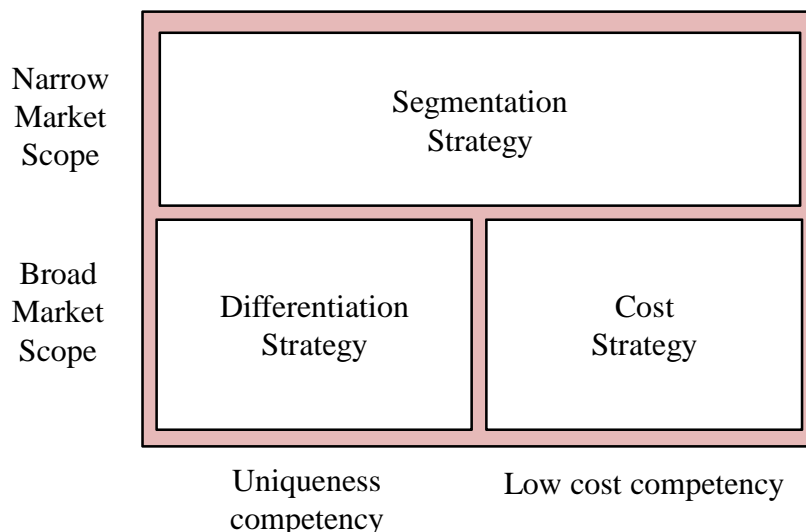 Narrow
Market
Scope
Segmentation
Strategy
Broad
Market
Scope
Differentiation
Strategy
Cost
Strategy
Uniqueness
competency
Low cost competency